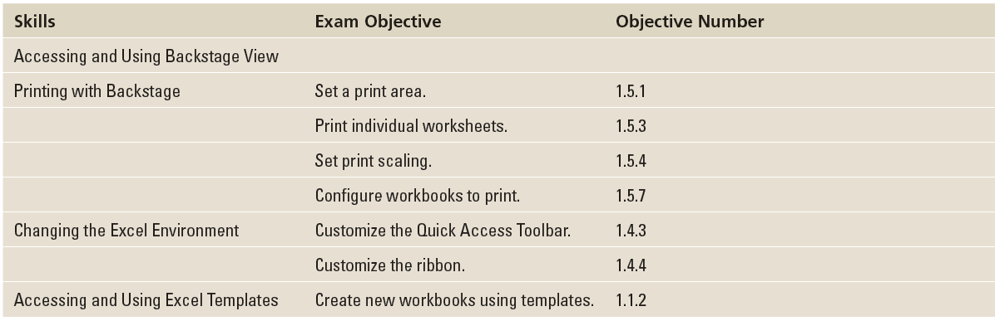 Skills Exam Objective Objective Number
Accessing and Using Backstage View
Printing with Backstage Set a print area. 1.5.1
Print individual worksheets. 1.5.3
Set print scaling. 1.5.4
Configure workbooks to print. 1.5.7
Changing the Excel Environment Customize the Quick Access Toolbar. 1.4.3
Customize the ribbon. 1.4.4
Accessing and Using Excel Templates Create new workbooks using templates. 1.1.2